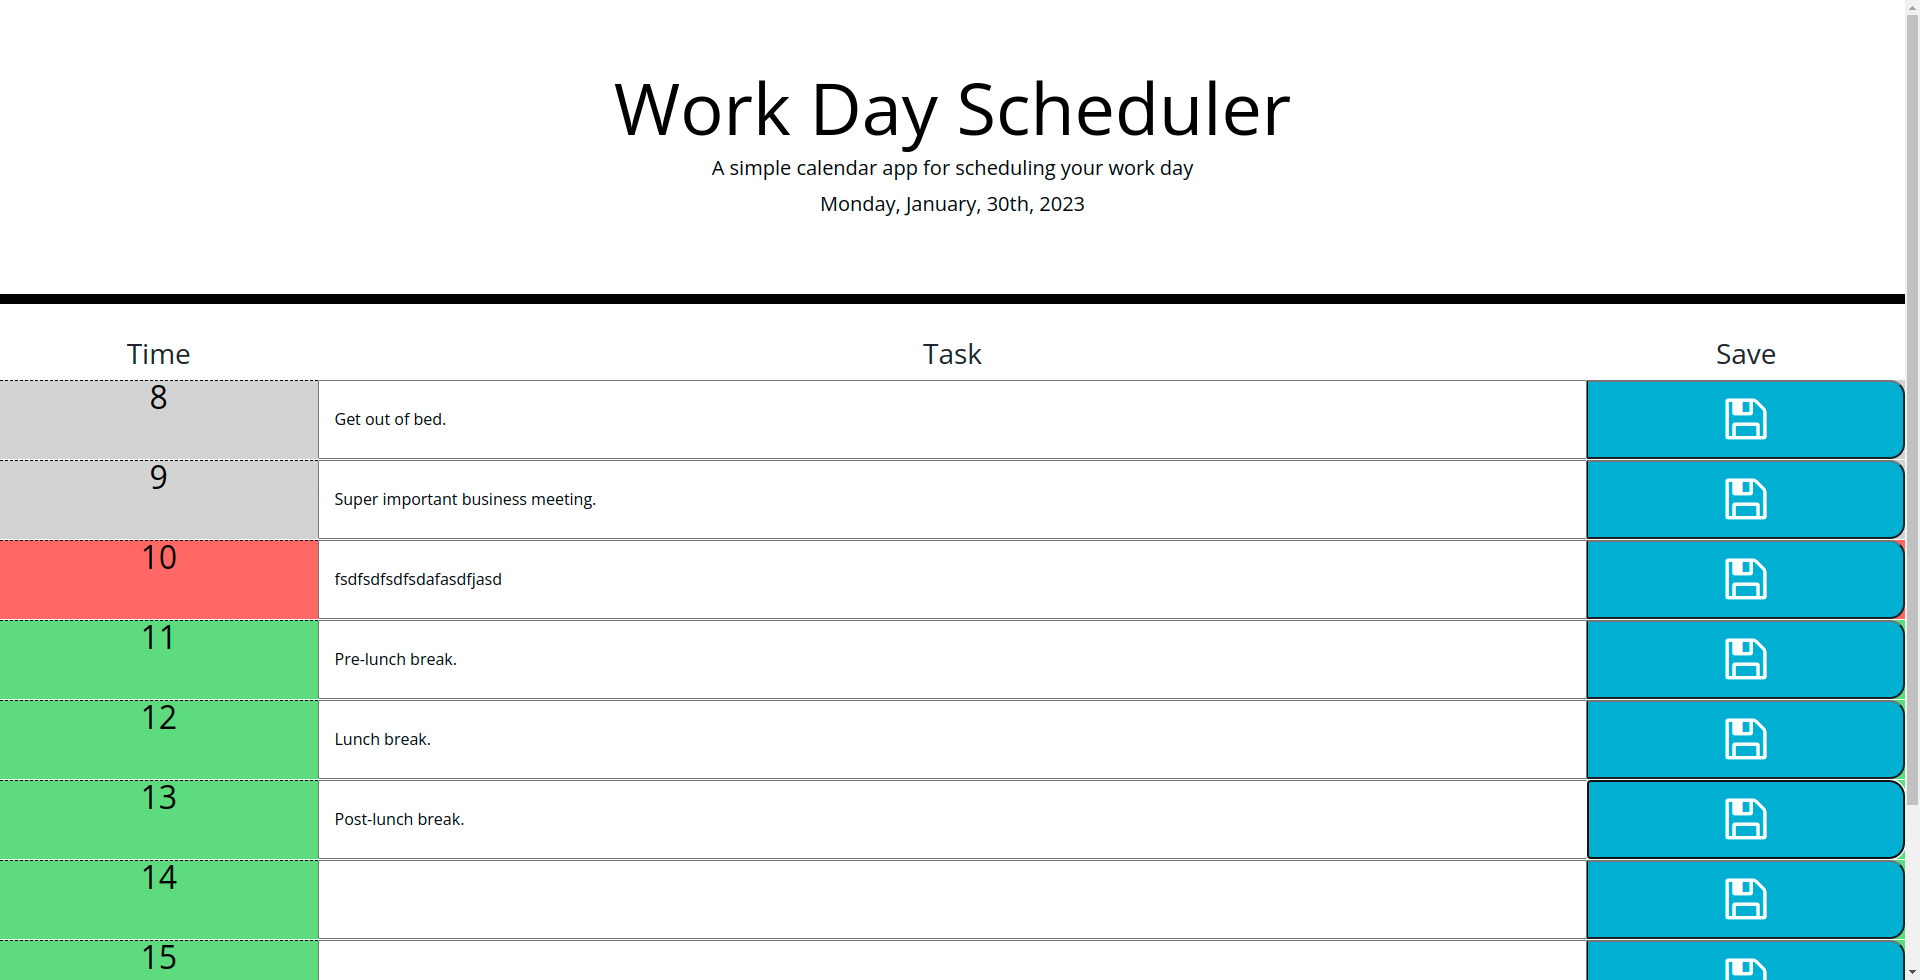 Work Day Scheduler
A simple calendar app for scheduling your work day
Monday, January, 30th, 2023
Time Task Save
8 Get out of bed.
9 Super important business meeting.
10 fsdfsdfsdfsdafasdfjasd
11 Pre-lunch break.
12 Lunch break.
13 Post-lunch break.
14
15